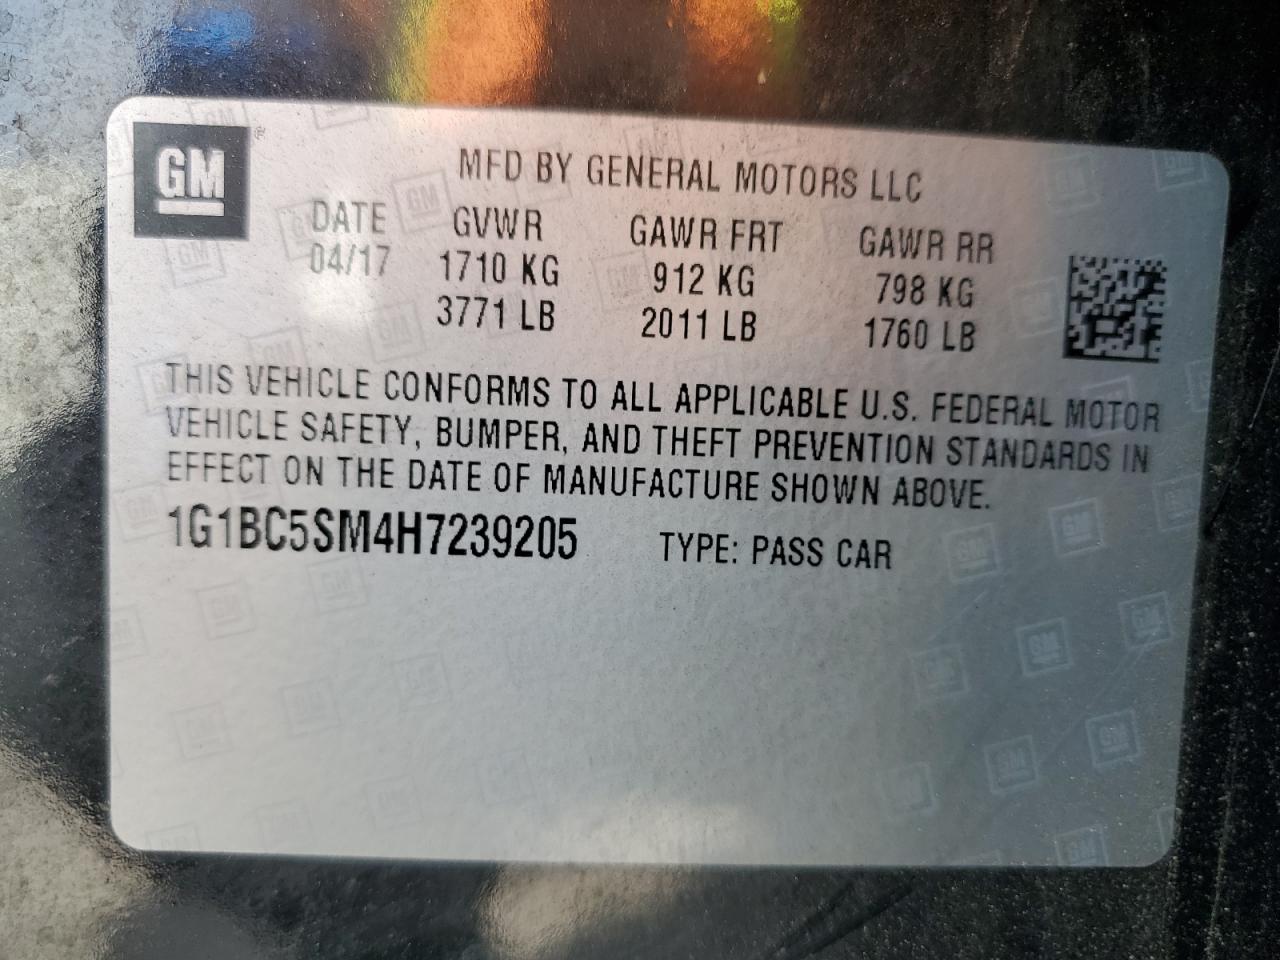 GM
MFD BY GENERAL MOTORS LLC
DATE GVWR GAWR FRT GAWR RR
04/17 1710 KG 912 KG 798 KG
3771 LB 2011 LB 1760 LB
THIS VEHICLE CONFORMS TO ALL APPLICABLE U.S. FEDERAL MOTOR
VEHICLE SAFETY, BUMPER, AND THEFT PREVENTION STANDARDS IN
EFFECT ON THE DATE OF MANUFACTURE SHOWN ABOVE.
1G1BC5SM4H7239205 TYPE: PASS CAR